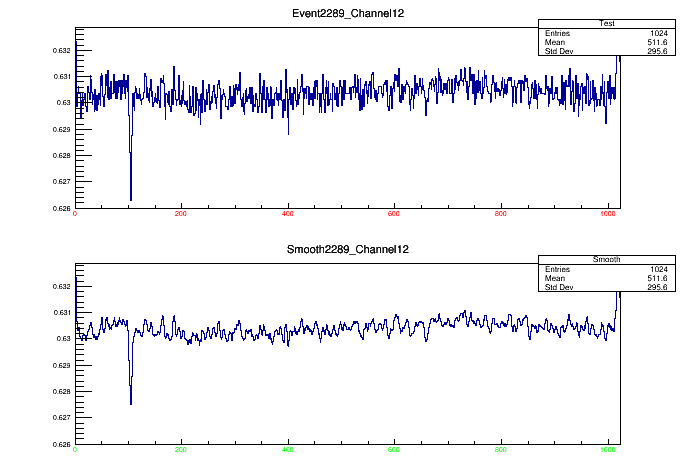 Event2289_Channel12
Test
Entries 1024
Mean 511.6
Std Dev 295.6
0.632
0.631
0.63
0.629
0.628
0.627
0.626
0 200 400 600 800 1000
Smooth2289_Channel12
Smooth
Entries 1024
Mean 511.6
Std Dev 295.6
0.632
0.631
0.63
0.629
0.628
0.627
0.626
0 200 400 600 800 1000